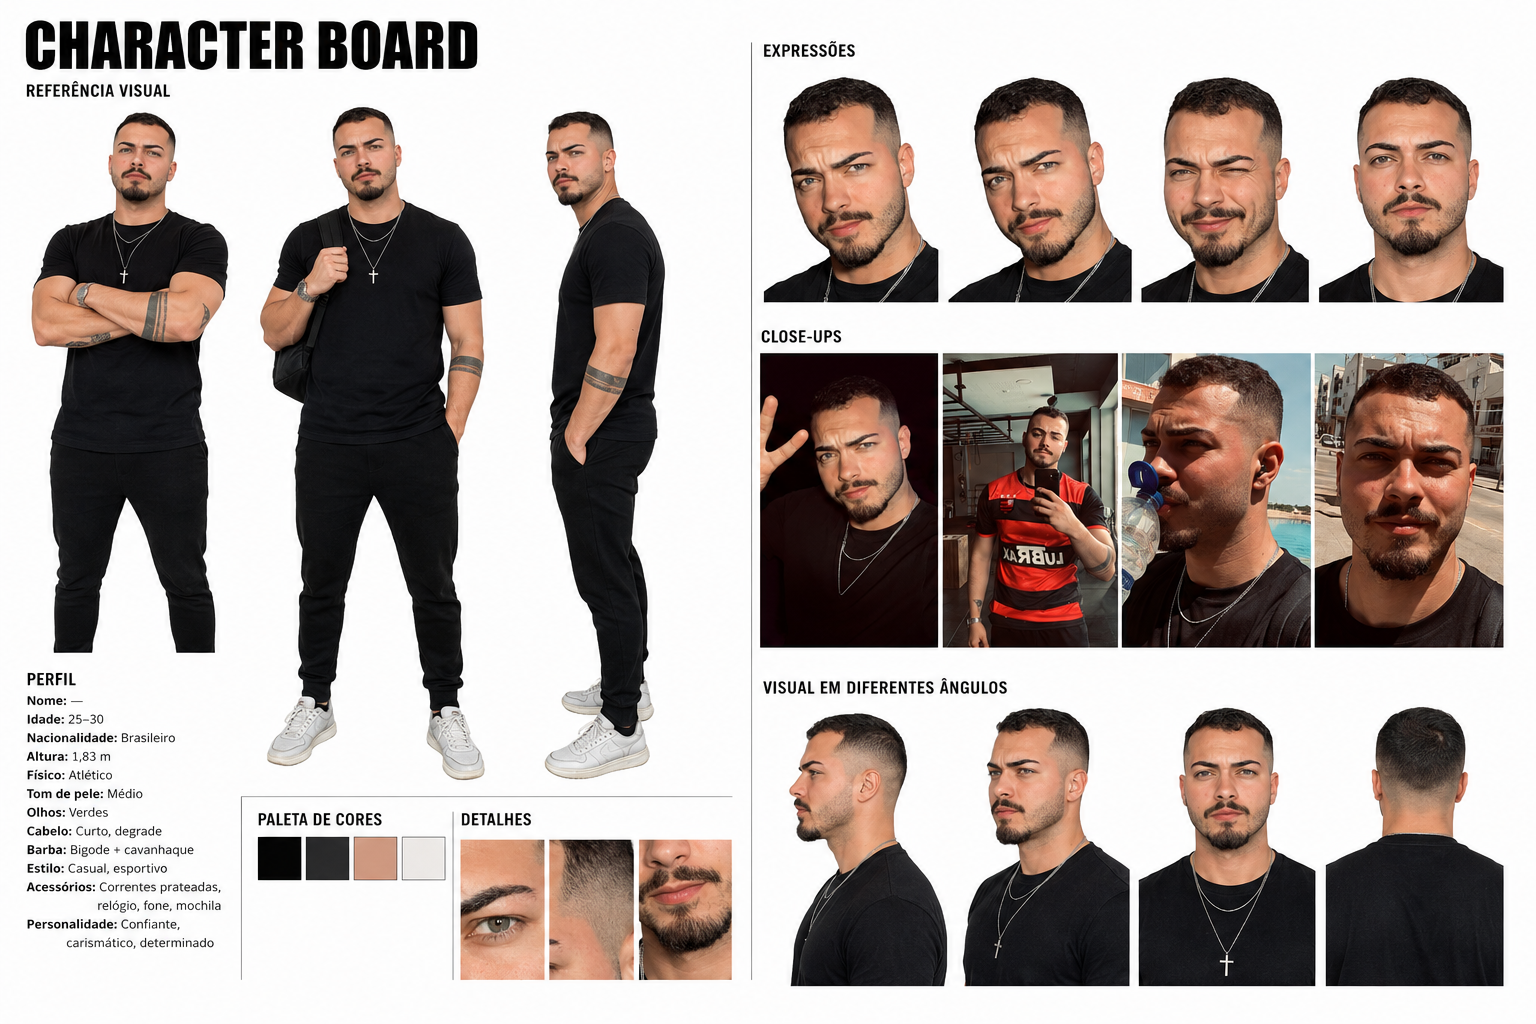 CHARACTER BOARD
REFERÊNCIA VISUAL
PERFIL
Nome: —
Idade: 25–30
Nacionalidade: Brasileiro
Altura: 1,83 m
Físico: Atlético
Tom de pele: Médio
Olhos: Verdes
Cabelo: Curto, degrade
Barba: Bigode + cavanhaque
Estilo: Casual, esportivo
Acessórios: Correntes prateadas,
relógio, fone, mochila
Personalidade: Confiante,
carismático, determinado
PALETA DE CORES
DETALHES
EXPRESSÕES
CLOSE-UPS
LUBRAX
VISUAL EM DIFERENTES ÂNGULOS